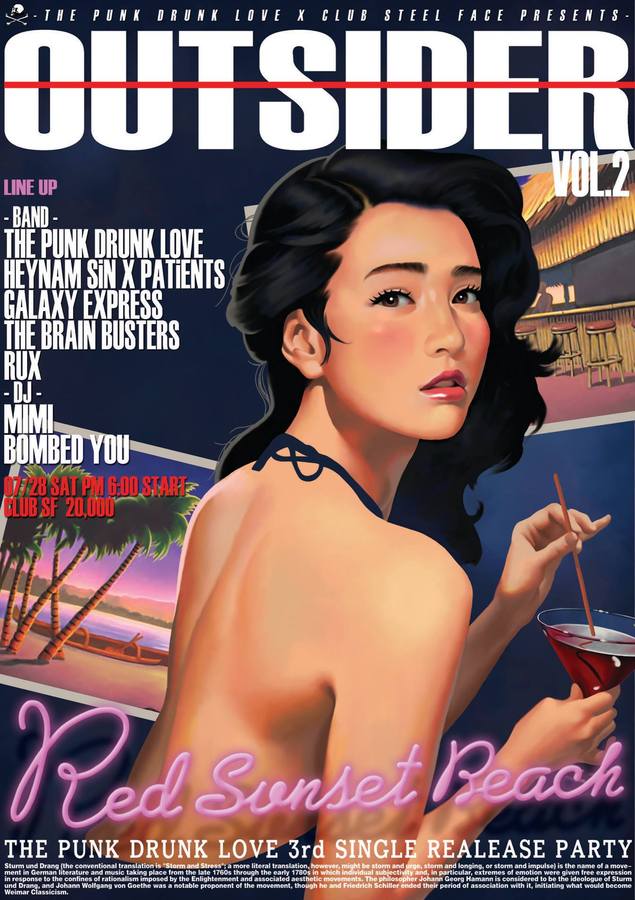 -THE PUNK DRUNK LOVE X CLUB STEEL FACE PRESENTS-
OUTSIDER
VOL.2
LINE UP
- BAND -
THE PUNK DRUNK LOVE
HEYNAM SiN X PATiENTS
GALAXY EXPRESS
THE BRAIN BUSTERS
RUX
- DJ -
MIMI
BOMBED YOU
07/28 SAT PM 6:00 START
CLUB SF 20,000
Red Sunset Beach
THE PUNK DRUNK LOVE 3rd SINGLE REALEASE PARTY
Sturm und Drang (the conventional translation is "Storm and Stress"; a more literal translation, however, might be storm and urge, storm and longing, or storm and impulse) is the name of a move-
ment in German literature and music taking place from the late 1760s through the early 1780s in which individual subjectivity and, in particular, extremes of emotion were given free expression
in response to the confines of rationalism imposed by the Enlightenment and associated aesthetic movements. The philosopher Johann Georg Hamann is considered to be the ideologue of Sturm
und Drang, and Johann Wolfgang von Goethe was a notable proponent of the movement, though he and Friedrich Schiller ended their period of association with it, initiating what would become
Weimar Classicism.